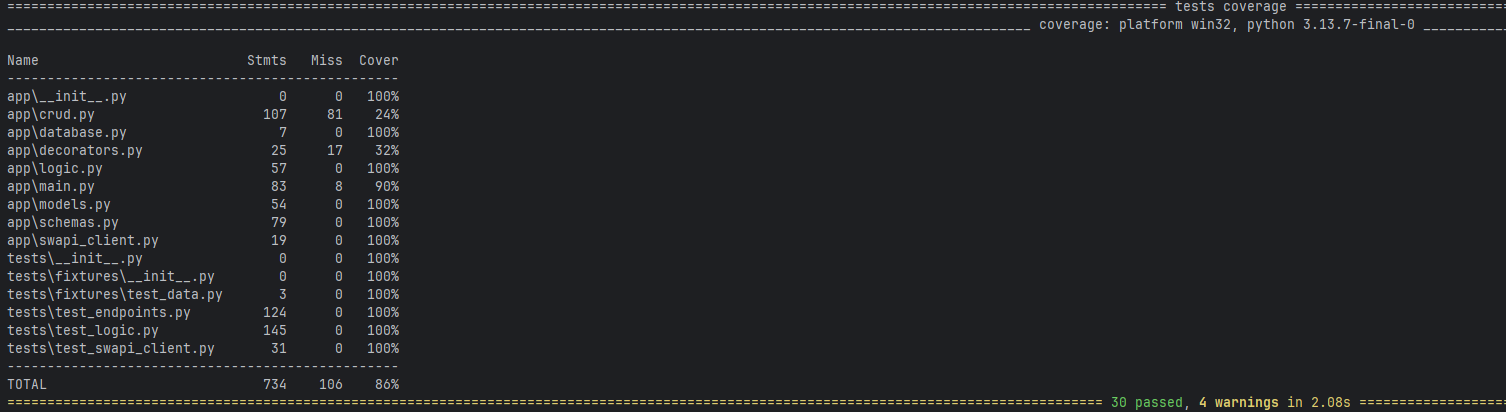 ================================================================================================================================================= tests coverage ===========================
________________________________________________________________________________________________________________________________ coverage: platform win32, python 3.13.7-final-0 ___________
Name                          Stmts   Miss  Cover
-------------------------------------------------
app\__init__.py                   0      0   100%
app\crud.py                     107     81    24%
app\database.py                   7      0   100%
app\decorators.py                25     17    32%
app\logic.py                     57      0   100%
app\main.py                      83      8    90%
app\models.py                    54      0   100%
app\schemas.py                   79      0   100%
app\swapi_client.py              19      0   100%
tests\__init__.py                 0      0   100%
tests\fixtures\__init__.py        0      0   100%
tests\fixtures\test_data.py       3      0   100%
tests\test_endpoints.py         124      0   100%
tests\test_logic.py             145      0   100%
tests\test_swapi_client.py       31      0   100%
-------------------------------------------------
TOTAL                           734    106    86%
========================================================================================================================================= 30 passed, 4 warnings in 2.08s ===================